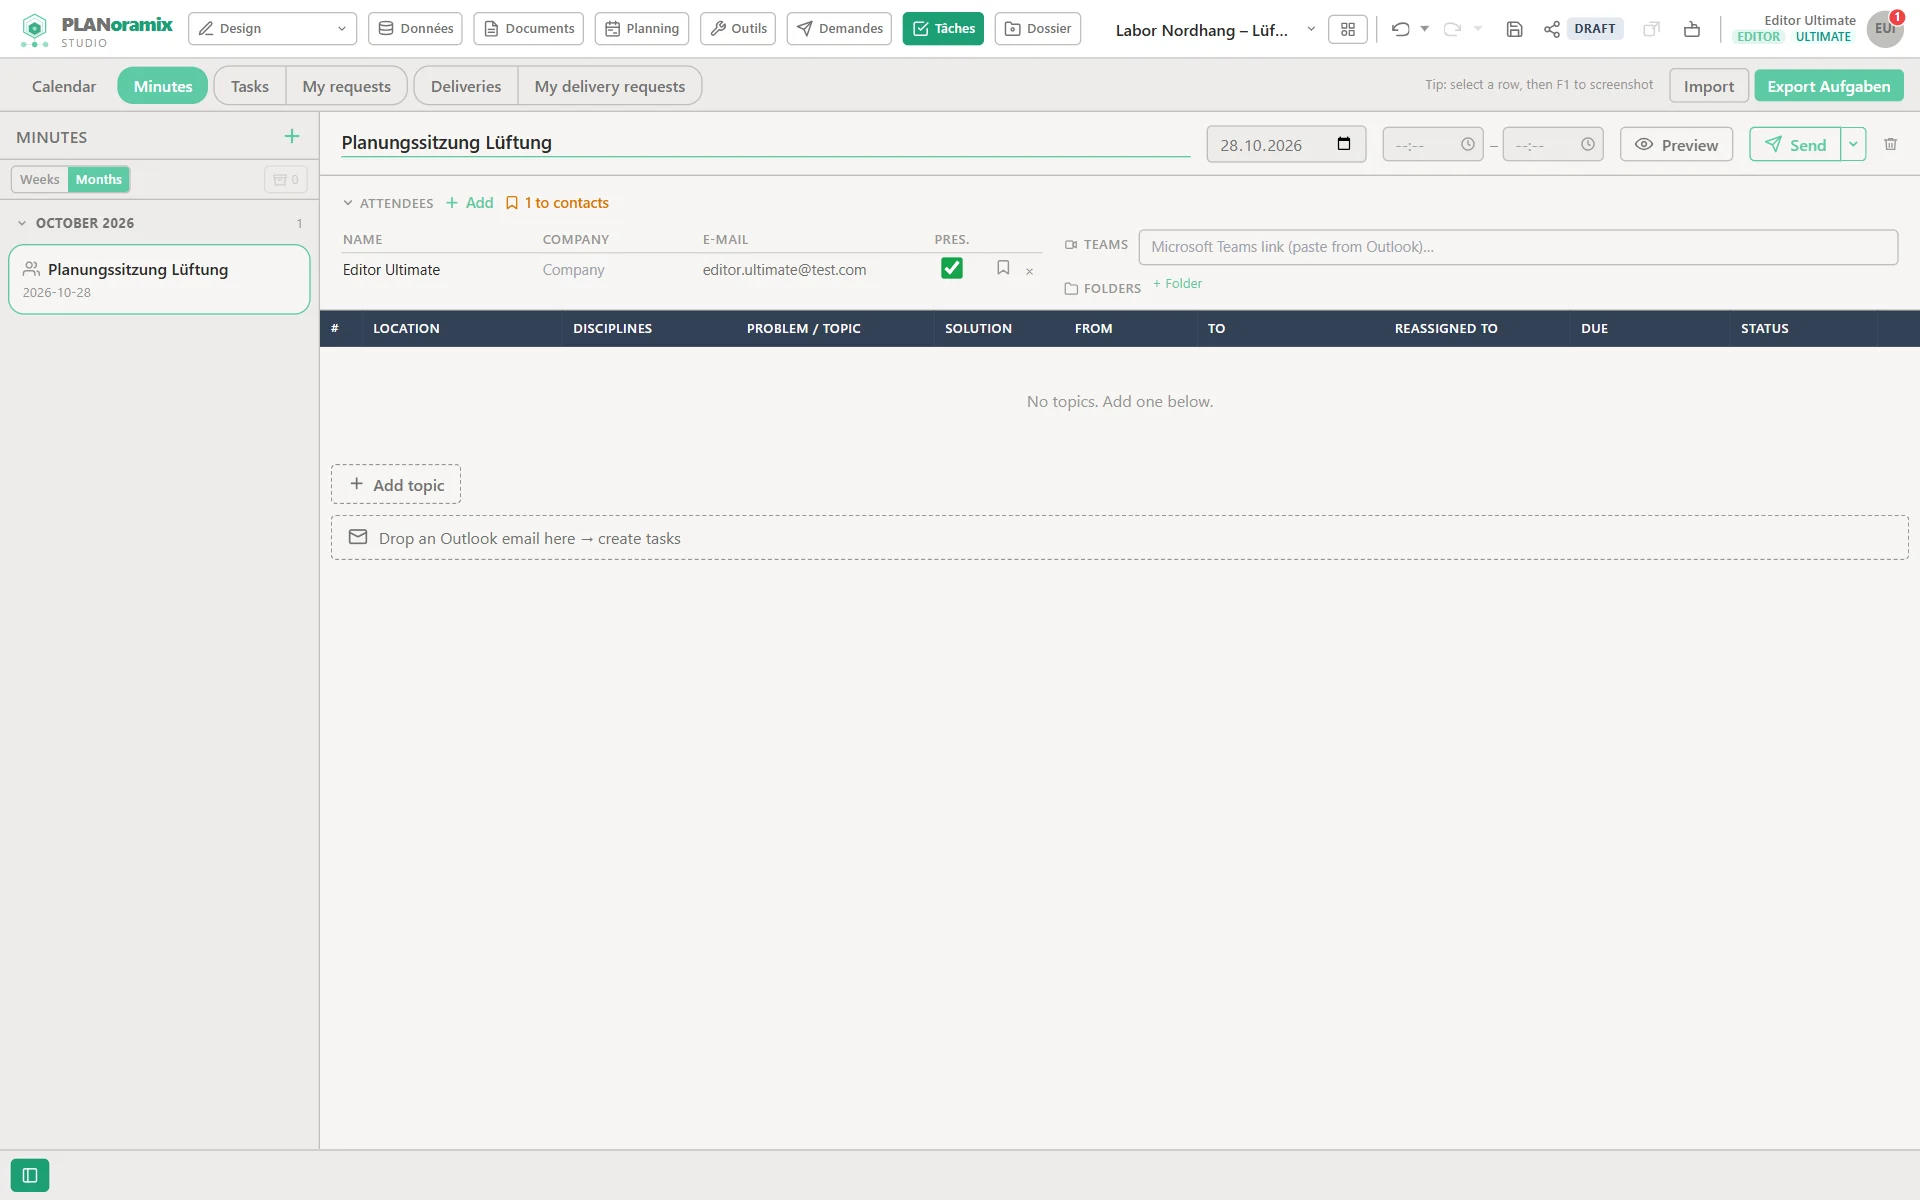 PLANoramix
STUDIO
Design
Données
Documents
Planning
Outils
Demandes
Tâches
Dossier
Labor Nordhang – Lüf...
DRAFT
Editor Ultimate
EDITOR ULTIMATE
EUI
1
Calendar
Minutes
Tasks
My requests
Deliveries
My delivery requests
Tip: select a row, then F1 to screenshot
Import
Export Aufgaben
MINUTES
Weeks
Months
0
OCTOBER 2026
1
Planungssitzung Lüftung
2026-10-28
Planungssitzung Lüftung
28.10.2026
--:--
–
--:--
Preview
Send
ATTENDEES
+ Add
1 to contacts
NAME
COMPANY
E-MAIL
PRES.
Editor Ultimate
Company
editor.ultimate@test.com
×
TEAMS
Microsoft Teams link (paste from Outlook)...
FOLDERS
+ Folder
#
LOCATION
DISCIPLINES
PROBLEM / TOPIC
SOLUTION
FROM
TO
REASSIGNED TO
DUE
STATUS
No topics. Add one below.
+ Add topic
Drop an Outlook email here → create tasks